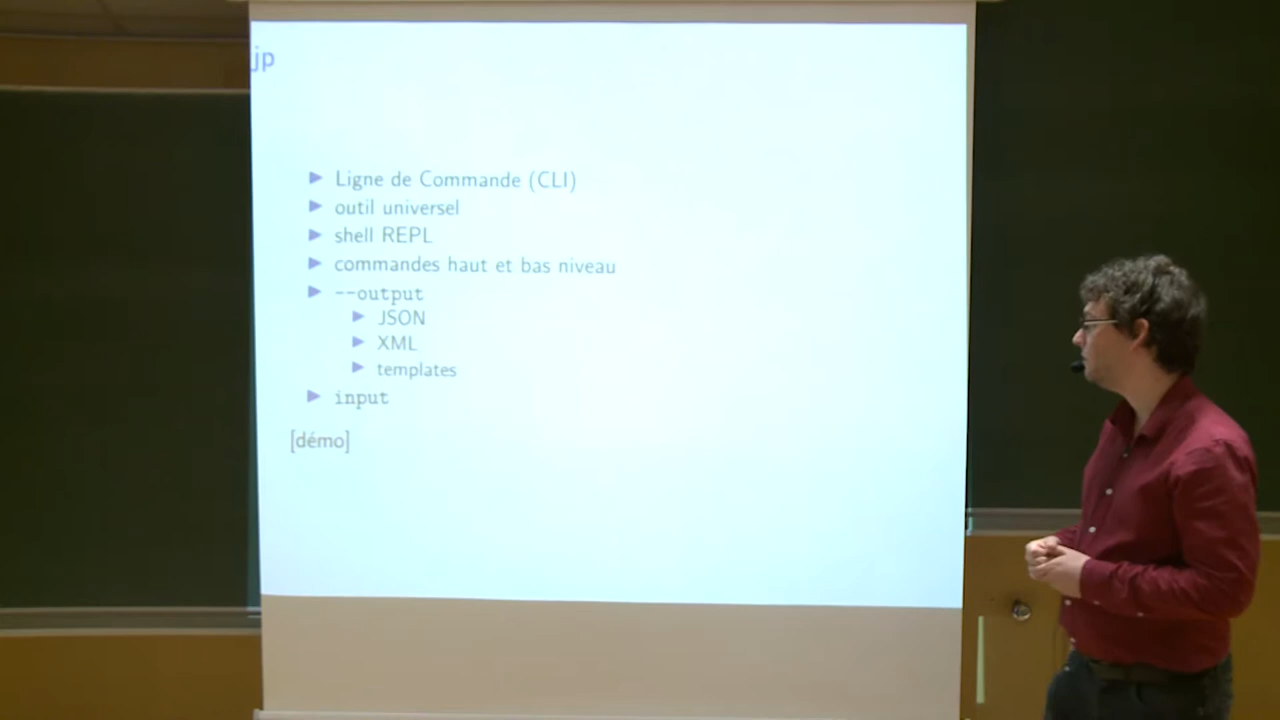 jp
Ligne de Commande (CLI)
outil universel
shell REPL
commandes haut et bas niveau
--output
JSON
XML
templates
input
[démo]